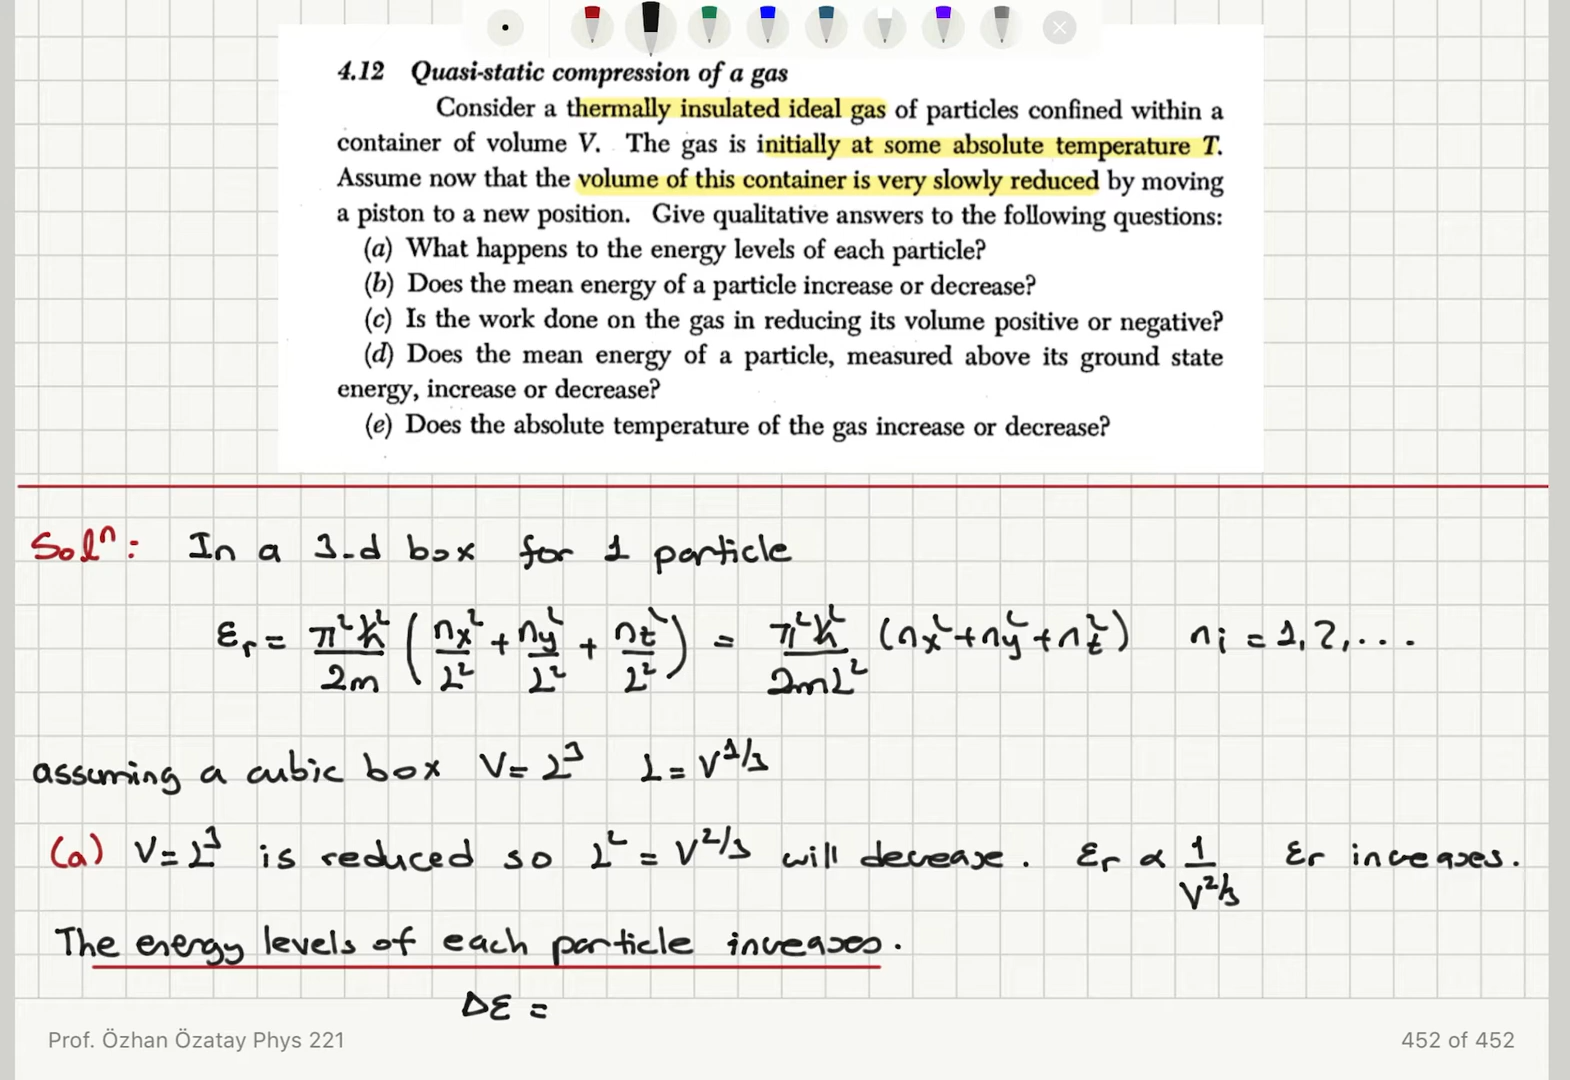 4.12 Quasi-static compression of a gas
Consider a thermally insulated ideal gas of particles confined within a
container of volume V. The gas is initially at some absolute temperature T.
Assume now that the volume of this container is very slowly reduced by moving
a piston to a new position. Give qualitative answers to the following questions:
(a) What happens to the energy levels of each particle?
(b) Does the mean energy of a particle increase or decrease?
(c) Is the work done on the gas in reducing its volume positive or negative?
(d) Does the mean energy of a particle, measured above its ground state
energy, increase or decrease?
(e) Does the absolute temperature of the gas increase or decrease?
Solⁿ: In a 3-d box for 1 particle
εr = π²ħ²/2m (nx²/L² + ny²/L² + nz²/L²) = π²ħ²/2mL² (nx²+ny²+nz²) ni = 1, 2, ...
assuming a cubic box V = L³ L = V^1/3
(a) V = L³ is reduced so L² = V^2/3 will decrease. εr α 1/V^2/3 εr increases.
The energy levels of each particle increases.
Δε =
Prof. Özhan Özatay Phys 221
452 of 452